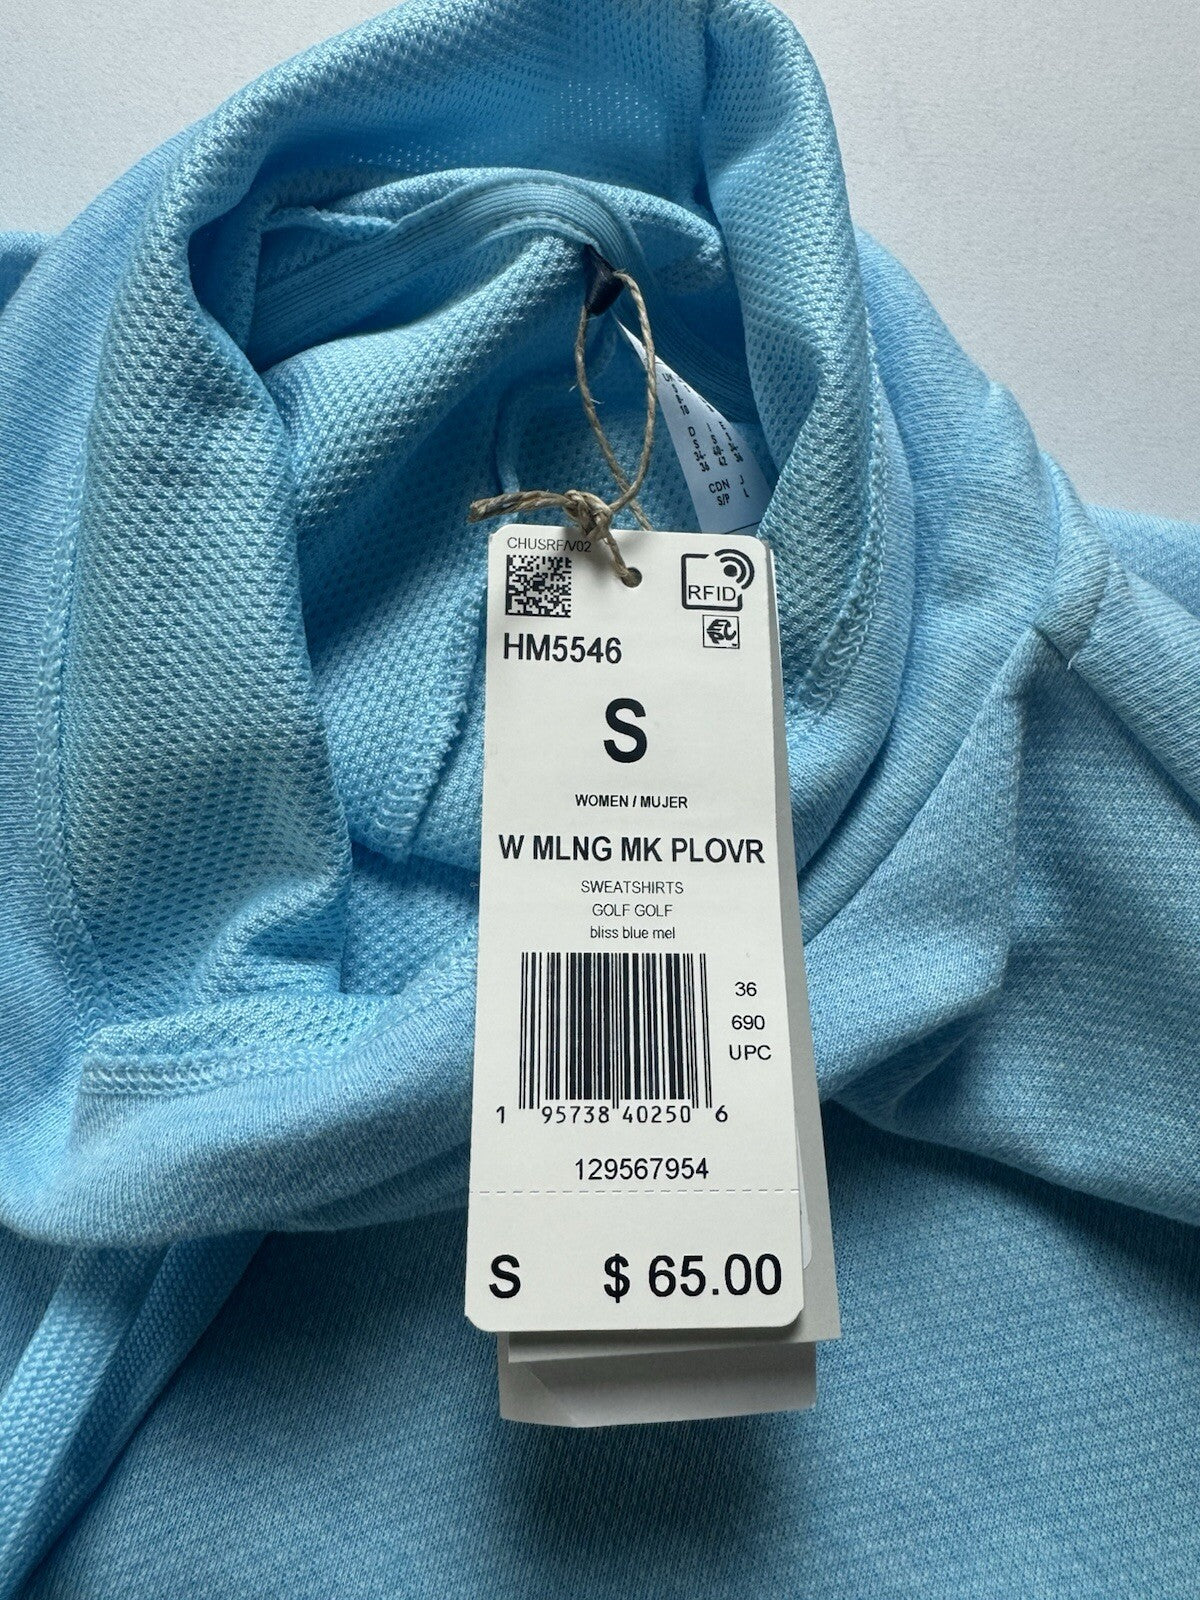 CHUSRF/V02
RFID
HM5546
S
WOMEN / MUJER
W MLNG MK PLOVR
SWEATSHIRTS
GOLF GOLF
bliss blue mel
36
690
UPC
1 95738 40250 6
129567954
S $ 65.00
CDN J
S/P L